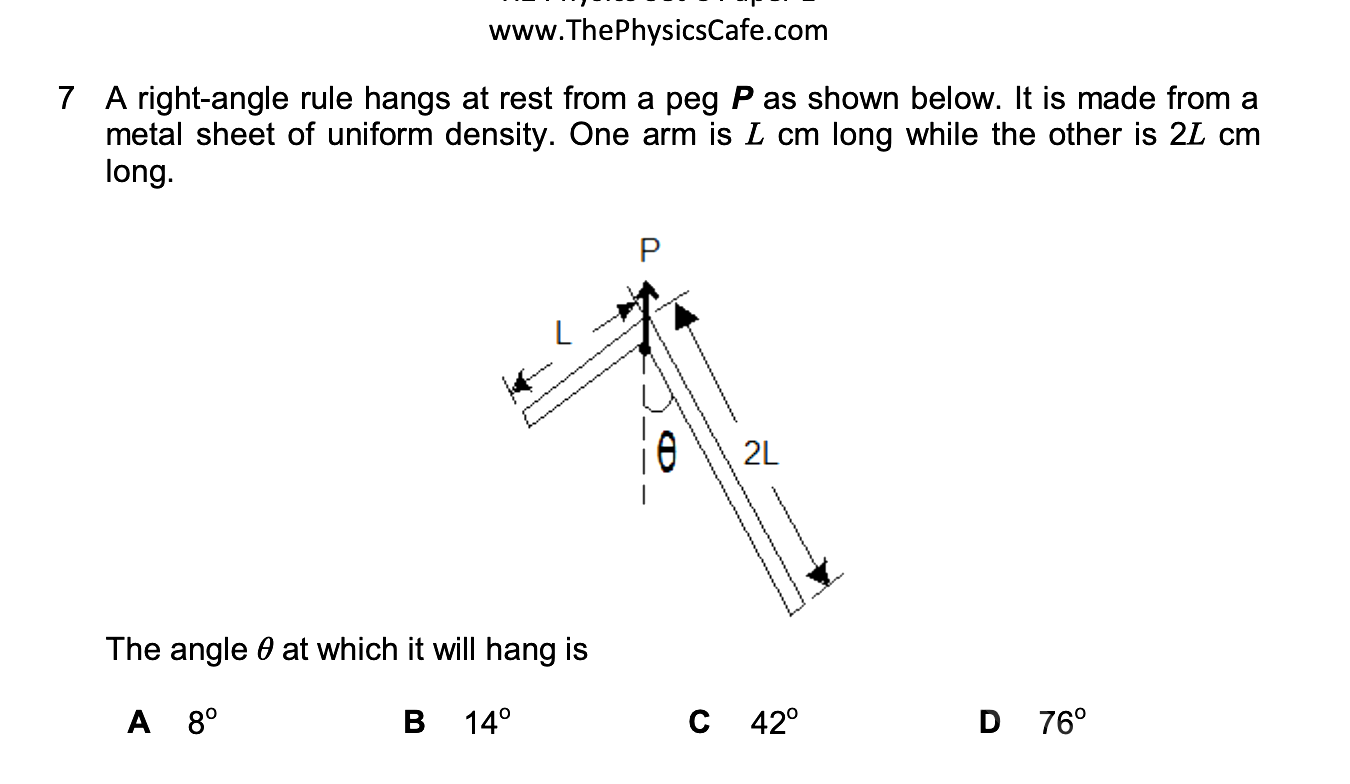 www.ThePhysicsCafe.com
7 A right-angle rule hangs at rest from a peg P as shown below. It is made from a
metal sheet of uniform density. One arm is L cm long while the other is 2L cm
long.
P
L
θ
2L
The angle θ at which it will hang is
A 8° B 14° C 42° D 76°